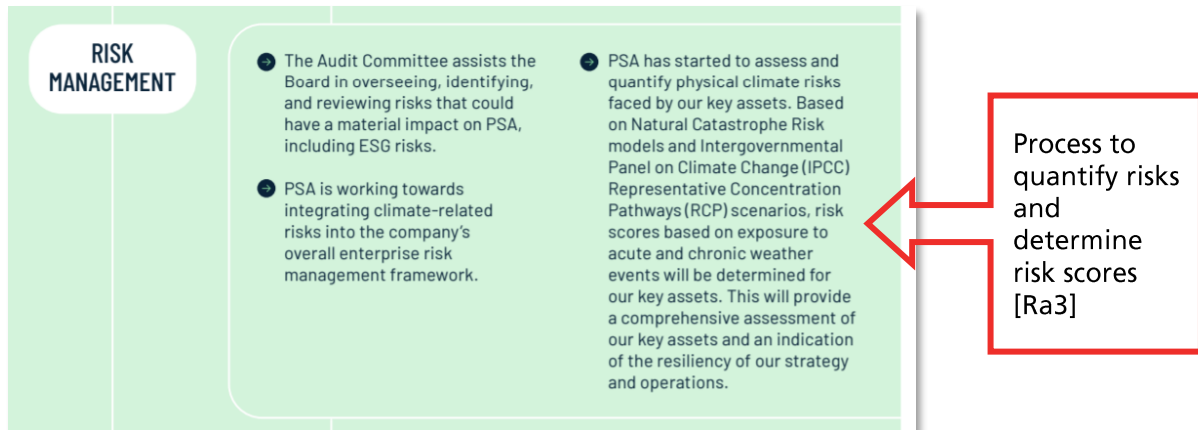 RISK
MANAGEMENT
The Audit Committee assists the
Board in overseeing, identifying,
and reviewing risks that could
have a material impact on PSA,
including ESG risks.
PSA is working towards
integrating climate-related
risks into the company’s
overall enterprise risk
management framework.
PSA has started to assess and
quantify physical climate risks
faced by our key assets. Based
on Natural Catastrophe Risk
models and Intergovernmental
Panel on Climate Change (IPCC)
Representative Concentration
Pathways (RCP) scenarios, risk
scores based on exposure to
acute and chronic weather
events will be determined for
our key assets. This will provide
a comprehensive assessment of
our key assets and an indication
of the resiliency of our strategy
and operations.
Process to
quantify risks
and
determine
risk scores
[Ra3]